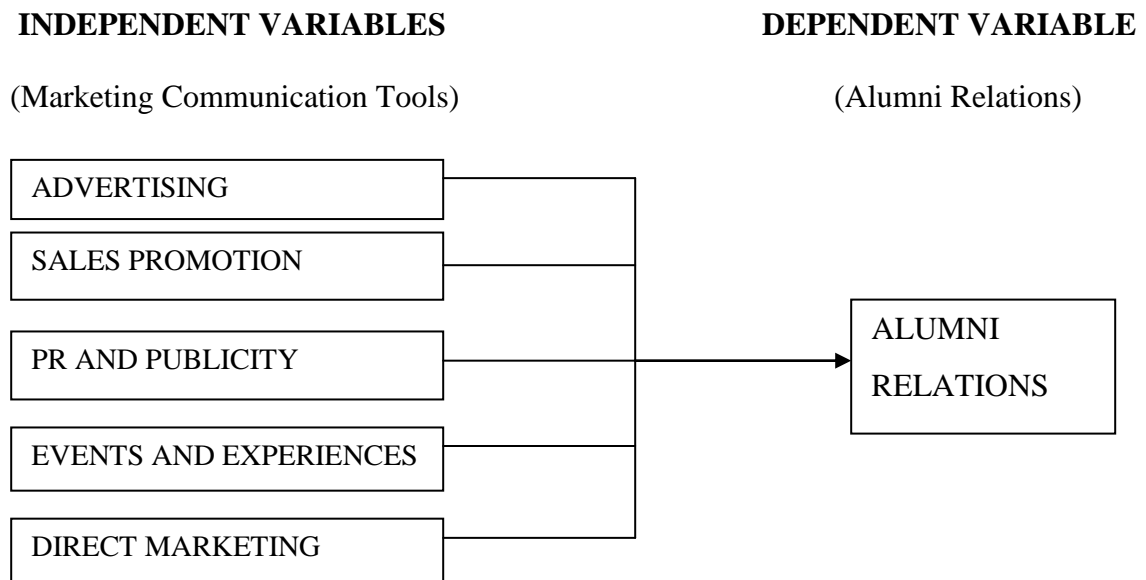 INDEPENDENT VARIABLES
DEPENDENT VARIABLE
(Marketing Communication Tools)
(Alumni Relations)
ADVERTISING
SALES PROMOTION
PR AND PUBLICITY
EVENTS AND EXPERIENCES
DIRECT MARKETING
ALUMNI
RELATIONS